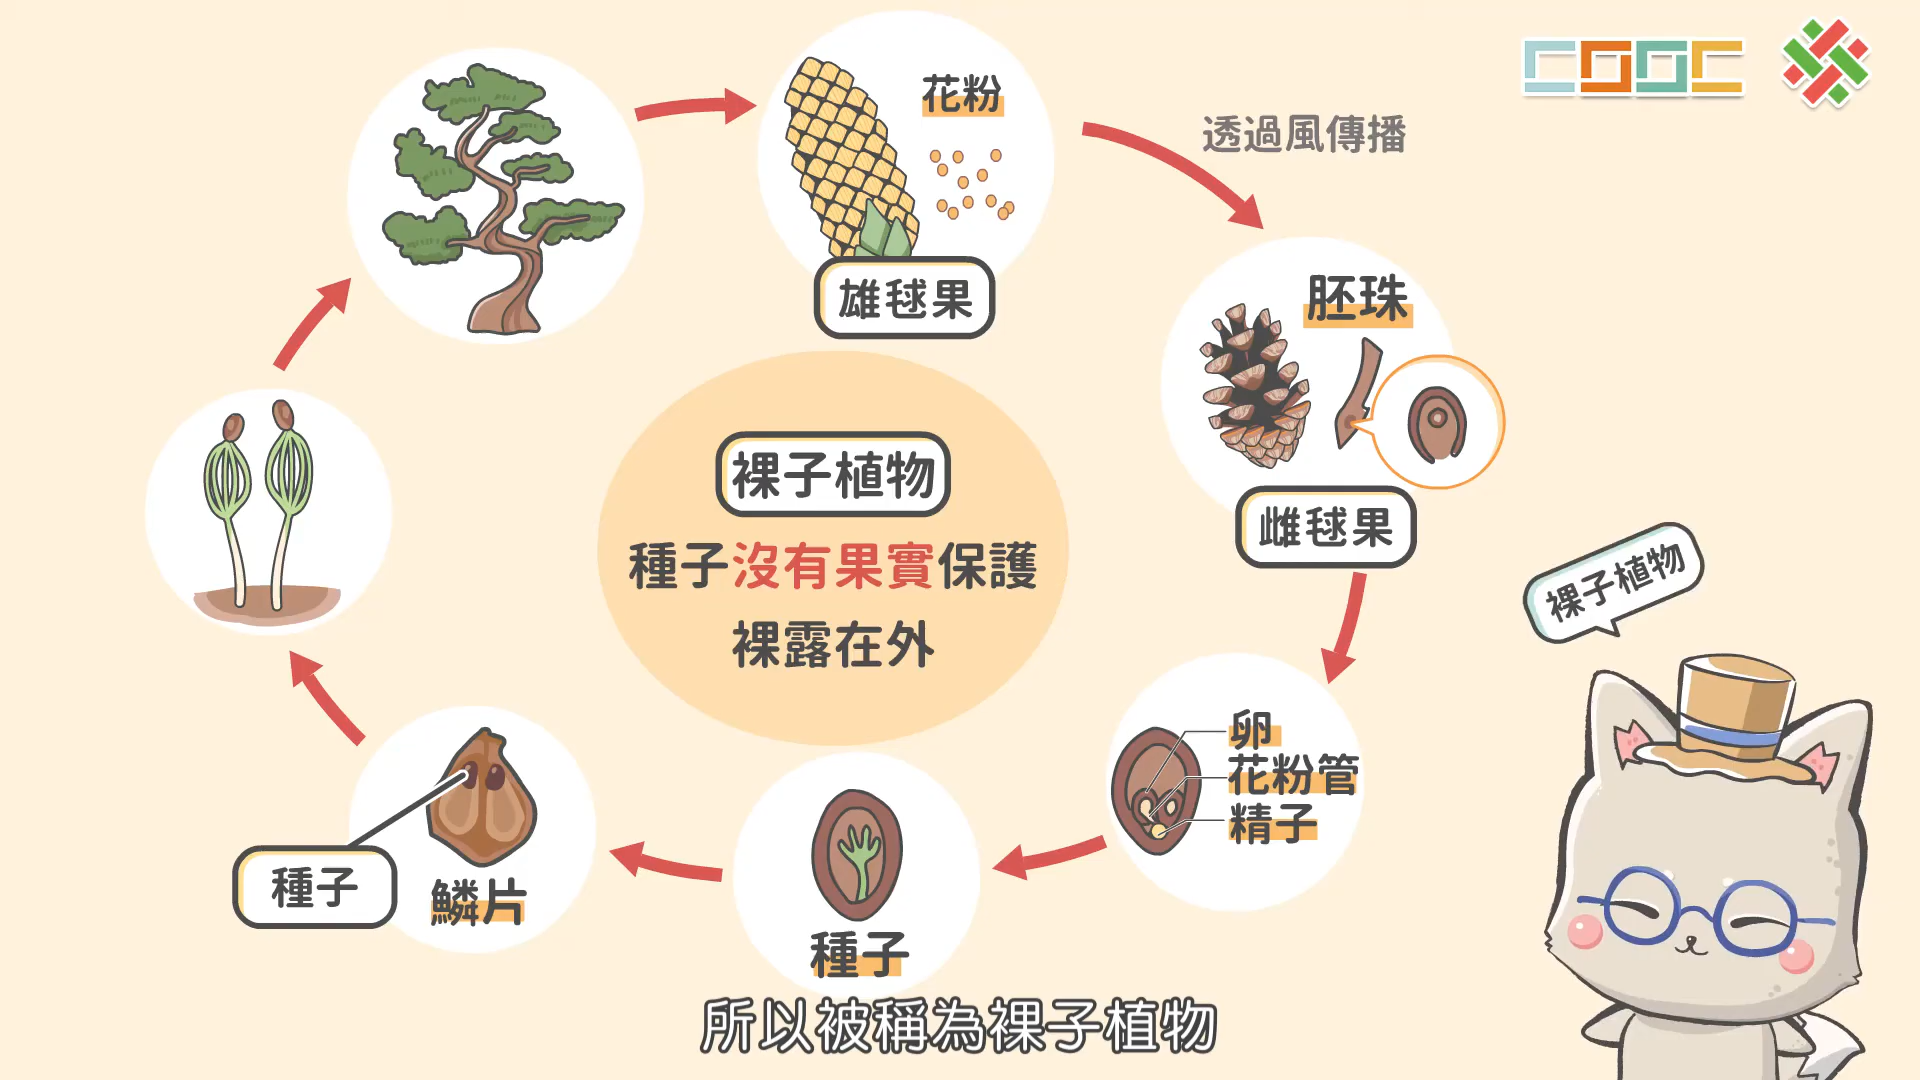 COOC
花粉
透過風傳播
雄毬果
胚珠
雌毬果
裸子植物
種子沒有果實保護
裸露在外
裸子植物
卵
花粉管
精子
種子
鱗片
種子
所以被稱為裸子植物